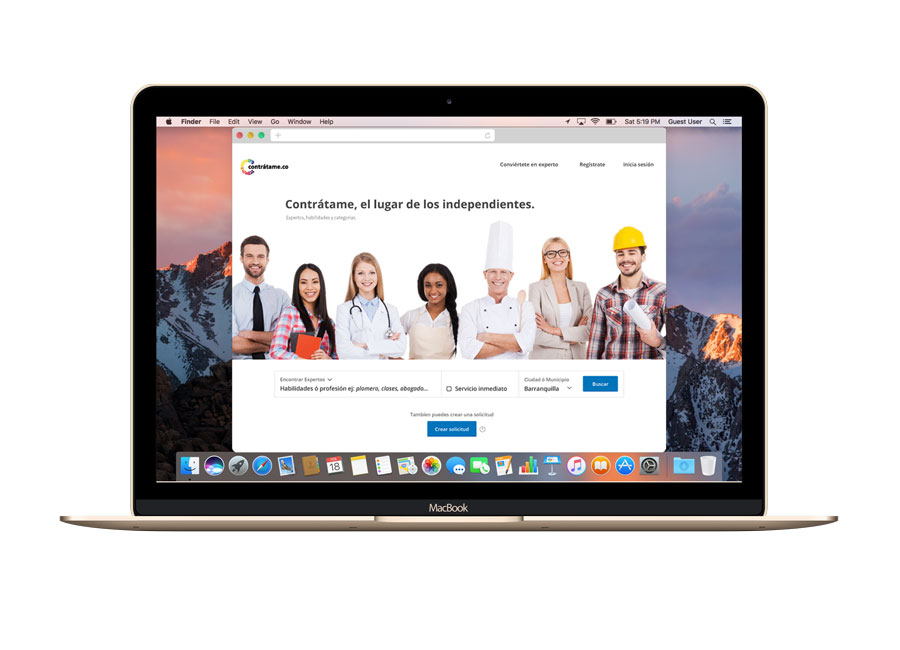 Finder File Edit View Go Window Help Sat 5:19 PM Guest User
contrátame.co Conviértete en experto Regístrate Inicia sesión
Contrátame, el lugar de los independientes.
Expertos, habilidades y categorías
Encontrar Expertos
Habilidades ó profesión ej: plomero, clases, abogado...
Servicio inmediato
Ciudad ó Municipio
Barranquilla
Buscar
Tambien puedes crear una solicitud
Crear solicitud
18
MacBook